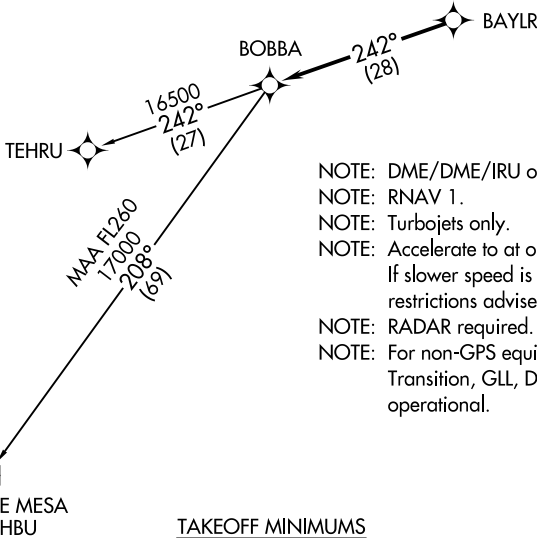 BAYLR
BOBBA
242°
(28)
16500
242°
(27)
TEHRU
MAA FL260
17000
208°
(69)
NOTE: DME/DME/IRU o
NOTE: RNAV 1.
NOTE: Turbojets only.
NOTE: Accelerate to at o
If slower speed is
restrictions advise
NOTE: RADAR required.
NOTE: For non-GPS equi
Transition, GLL, D
operational.
E MESA
HBU
TAKEOFF MINIMUMS